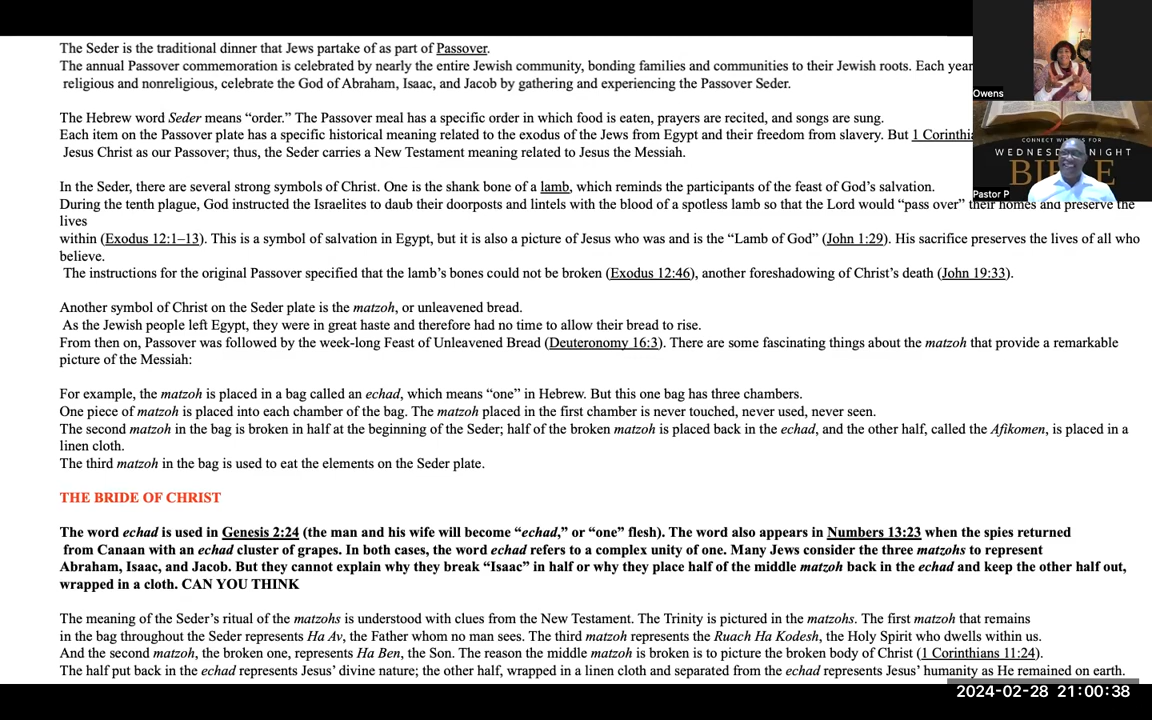 The Seder is the traditional dinner that Jews partake of as part of Passover.
The annual Passover commemoration is celebrated by nearly the entire Jewish community, bonding families and communities to their Jewish roots. Each year
religious and nonreligious, celebrate the God of Abraham, Isaac, and Jacob by gathering and experiencing the Passover Seder.
The Hebrew word Seder means “order.” The Passover meal has a specific order in which food is eaten, prayers are recited, and songs are sung.
Each item on the Passover plate has a specific historical meaning related to the exodus of the Jews from Egypt and their freedom from slavery. But 1 Corinthia
Jesus Christ as our Passover; thus, the Seder carries a New Testament meaning related to Jesus the Messiah.
In the Seder, there are several strong symbols of Christ. One is the shank bone of a lamb, which reminds the participants of the feast of God’s salvation.
During the tenth plague, God instructed the Israelites to daub their doorposts and lintels with the blood of a spotless lamb so that the Lord would “pass over” their homes and preserve the
lives
within (Exodus 12:1–13). This is a symbol of salvation in Egypt, but it is also a picture of Jesus who was and is the “Lamb of God” (John 1:29). His sacrifice preserves the lives of all who
believe.
The instructions for the original Passover specified that the lamb’s bones could not be broken (Exodus 12:46), another foreshadowing of Christ’s death (John 19:33).
Another symbol of Christ on the Seder plate is the matzoh, or unleavened bread.
As the Jewish people left Egypt, they were in great haste and therefore had no time to allow their bread to rise.
From then on, Passover was followed by the week-long Feast of Unleavened Bread (Deuteronomy 16:3). There are some fascinating things about the matzoh that provide a remarkable
picture of the Messiah:
For example, the matzoh is placed in a bag called an echad, which means “one” in Hebrew. But this one bag has three chambers.
One piece of matzoh is placed into each chamber of the bag. The matzoh placed in the first chamber is never touched, never used, never seen.
The second matzoh in the bag is broken in half at the beginning of the Seder; half of the broken matzoh is placed back in the echad, and the other half, called the Afikomen, is placed in a
linen cloth.
The third matzoh in the bag is used to eat the elements on the Seder plate.
THE BRIDE OF CHRIST
The word echad is used in Genesis 2:24 (the man and his wife will become “echad,” or “one” flesh). The word also appears in Numbers 13:23 when the spies returned
from Canaan with an echad cluster of grapes. In both cases, the word echad refers to a complex unity of one. Many Jews consider the three matzohs to represent
Abraham, Isaac, and Jacob. But they cannot explain why they break “Isaac” in half or why they place half of the middle matzoh back in the echad and keep the other half out,
wrapped in a cloth. CAN YOU THINK
The meaning of the Seder’s ritual of the matzohs is understood with clues from the New Testament. The Trinity is pictured in the matzohs. The first matzoh that remains
in the bag throughout the Seder represents Ha Av, the Father whom no man sees. The third matzoh represents the Ruach Ha Kodesh, the Holy Spirit who dwells within us.
And the second matzoh, the broken one, represents Ha Ben, the Son. The reason the middle matzoh is broken is to picture the broken body of Christ (1 Corinthians 11:24).
The half put back in the echad represents Jesus’ divine nature; the other half, wrapped in a linen cloth and separated from the echad represents Jesus’ humanity as He remained on earth.
Owens
CONNECT FOR
WEDNESD NIGHT
BI E
Pastor P
2024-02-28 21:00:38